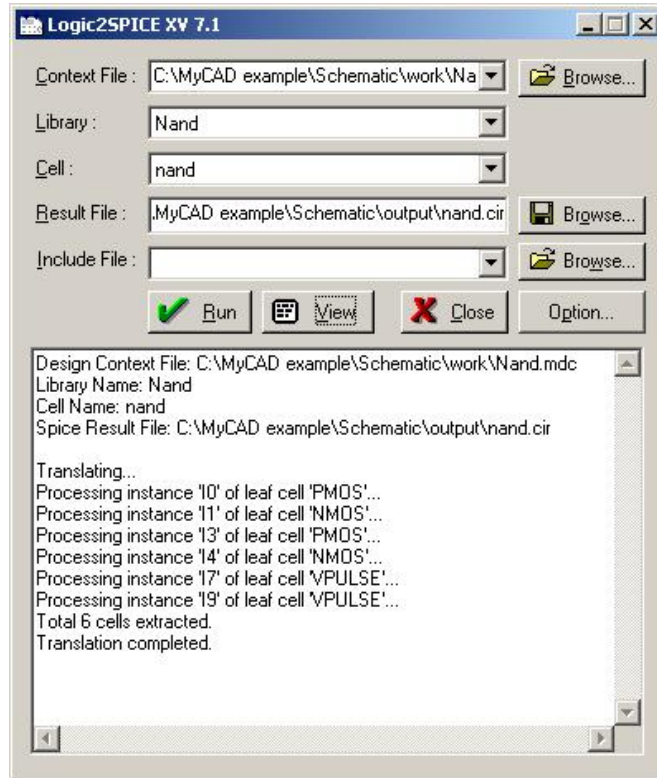 Logic2SPICE XV 7.1
Context File : C:\MyCAD example\Schematic\work\Na Browse...
Library : Nand
Cell : nand
Result File : .MyCAD example\Schematic\output\nand.cir Browse...
Include File : Browse...
Run View Close Option...
Design Context File: C:\MyCAD example\Schematic\work\Nand.mdc
Library Name: Nand
Cell Name: nand
Spice Result File: C:\MyCAD example\Schematic\output\nand.cir
Translating...
Processing instance 'I0' of leaf cell 'PMOS'...
Processing instance 'I1' of leaf cell 'NMOS'...
Processing instance 'I3' of leaf cell 'PMOS'...
Processing instance 'I4' of leaf cell 'NMOS'...
Processing instance 'I7' of leaf cell 'VPULSE'...
Processing instance 'I9' of leaf cell 'VPULSE'...
Total 6 cells extracted.
Translation completed.